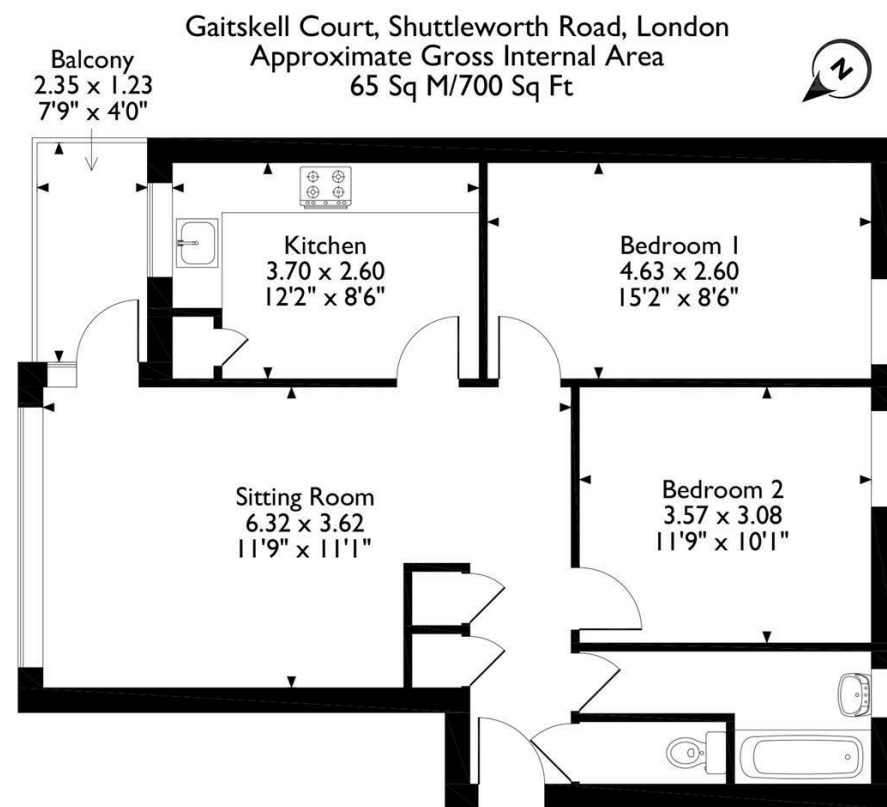 Gaitskell Court, Shuttleworth Road, London
Approximate Gross Internal Area
65 Sq M/700 Sq Ft
Balcony
2.35 x 1.23
7'9" x 4'0"
N
Kitchen
3.70 x 2.60
12'2" x 8'6"
Bedroom 1
4.63 x 2.60
15'2" x 8'6"
Sitting Room
6.32 x 3.62
11'9" x 11'1"
Bedroom 2
3.57 x 3.08
11'9" x 10'1"